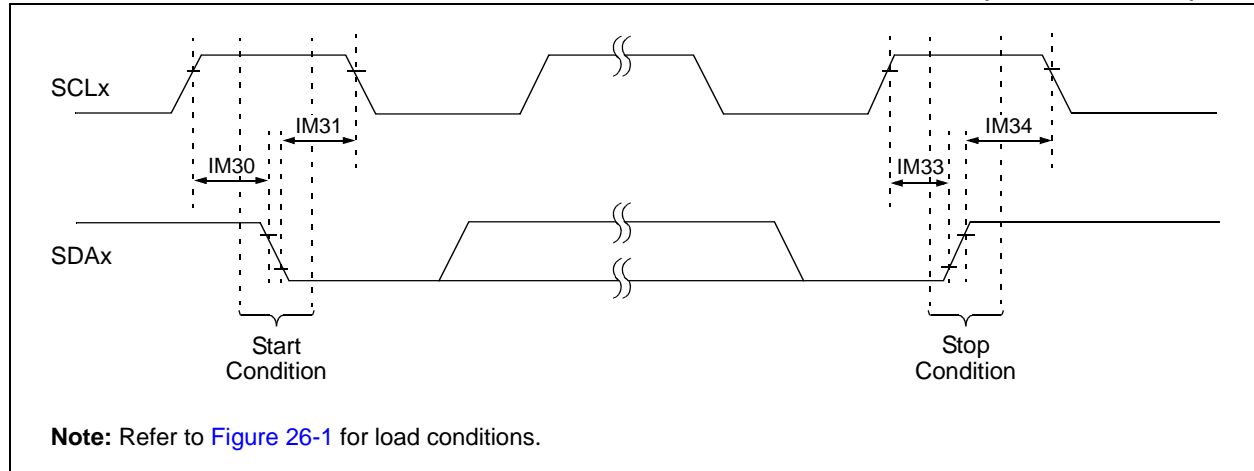 SCLx
IM31
IM34
IM30
IM33
SDAx
Start
Condition
Stop
Condition
Note: Refer to Figure 26-1 for load conditions.